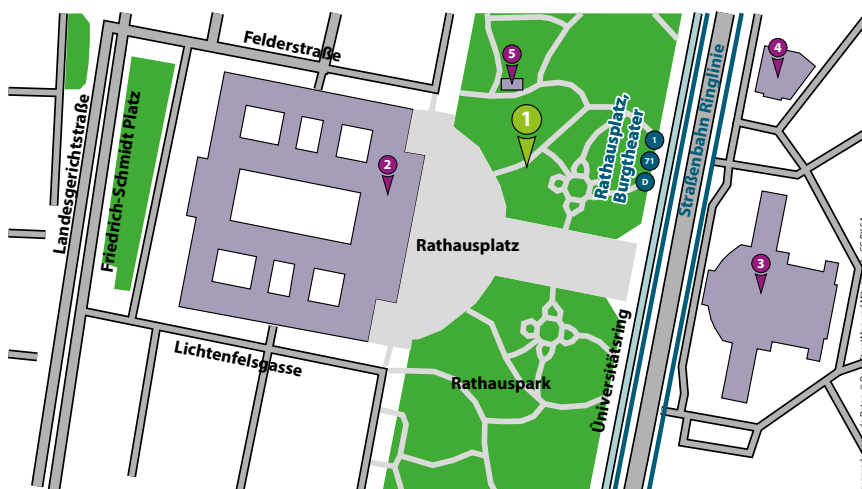 Felderstraße
5
4
1
Rathausplatz,
Burgtheater
1
71
D
Straßenbahn Ringlinie
Landesgerichtstraße
Friedrich-Schmidt Platz
2
Rathausplatz
3
Lichtenfelsgasse
Rathauspark
Universitätsring